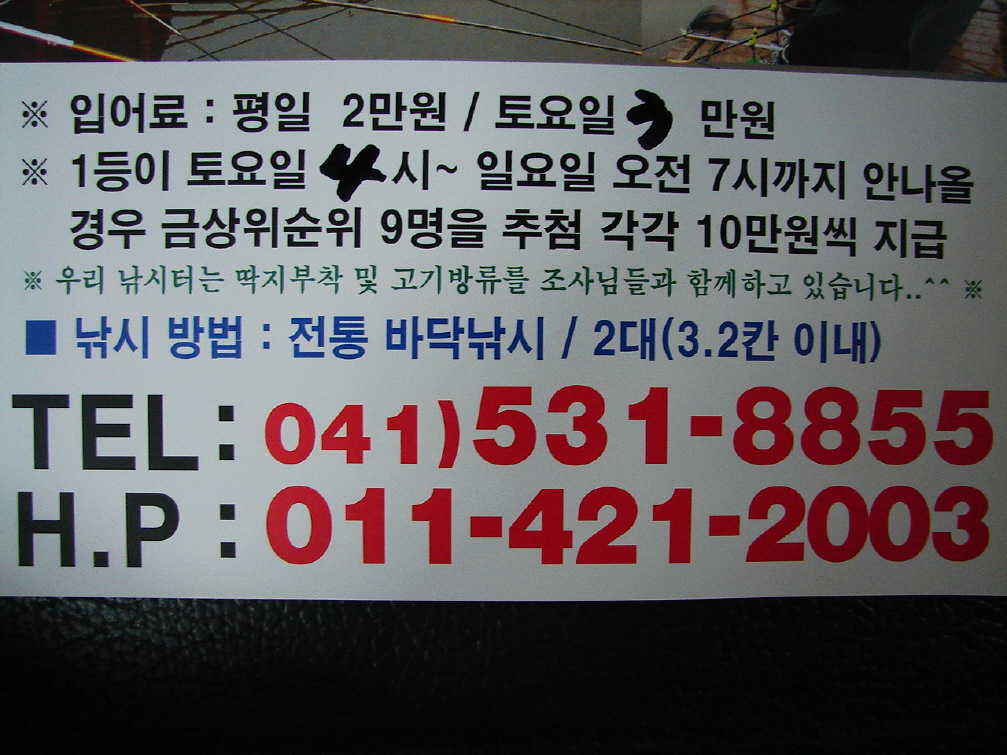 ※ 입어료 : 평일 2만원 / 토요일 3 만원
※ 1등이 토요일 4시~ 일요일 오전 7시까지 안나올
경우 금상위순위 9명을 추첨 각각 10만원씩 지급
※ 우리 낚시터는 딱지부착 및 고기방류를 조사님들과 함께하고 있습니다..^^ ※
■ 낚시 방법 : 전통 바닥낚시 / 2대(3.2칸 이내)
TEL : 041)531-8855
H.P : 011-421-2003